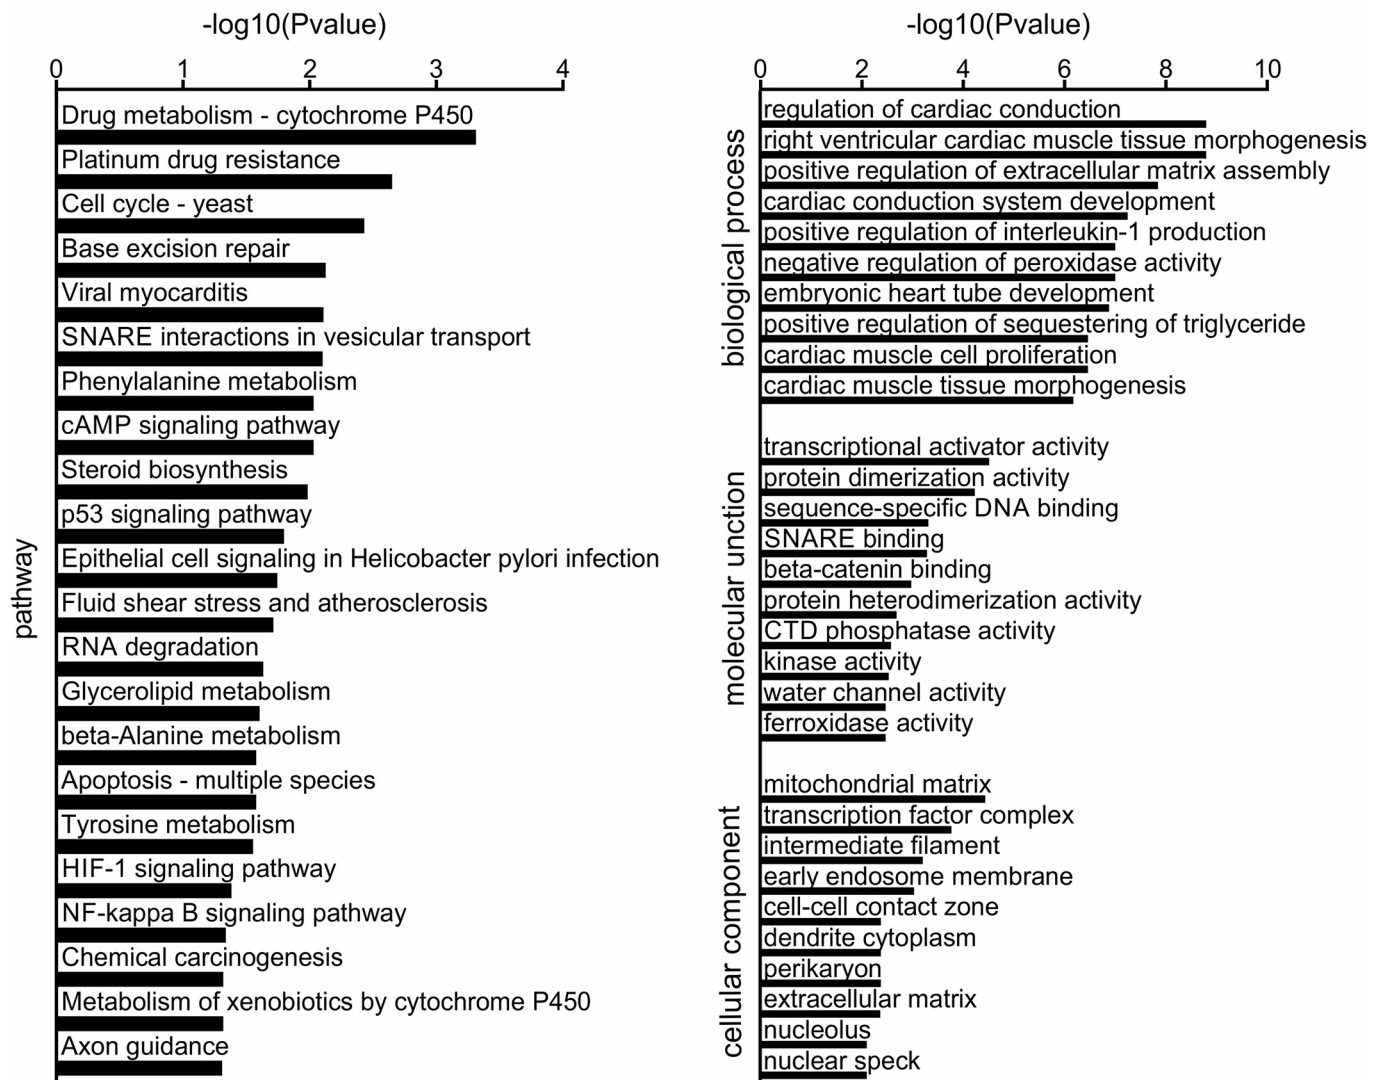 -log10(Pvalue)
0 1 2 3 4
Drug metabolism - cytochrome P450
Platinum drug resistance
Cell cycle - yeast
Base excision repair
Viral myocarditis
SNARE interactions in vesicular transport
Phenylalanine metabolism
cAMP signaling pathway
Steroid biosynthesis
p53 signaling pathway
Epithelial cell signaling in Helicobacter pylori infection
Fluid shear stress and atherosclerosis
RNA degradation
Glycerolipid metabolism
beta-Alanine metabolism
Apoptosis - multiple species
Tyrosine metabolism
HIF-1 signaling pathway
NF-kappa B signaling pathway
Chemical carcinogenesis
Metabolism of xenobiotics by cytochrome P450
Axon guidance
pathway
-log10(Pvalue)
0 2 4 6 8 10
biological process
regulation of cardiac conduction
right ventricular cardiac muscle tissue morphogenesis
positive regulation of extracellular matrix assembly
cardiac conduction system development
positive regulation of interleukin-1 production
negative regulation of peroxidase activity
embryonic heart tube development
positive regulation of sequestering of triglyceride
cardiac muscle cell proliferation
cardiac muscle tissue morphogenesis
molecular unction
transcriptional activator activity
protein dimerization activity
sequence-specific DNA binding
SNARE binding
beta-catenin binding
protein heterodimerization activity
CTD phosphatase activity
kinase activity
water channel activity
ferroxidase activity
cellular component
mitochondrial matrix
transcription factor complex
intermediate filament
early endosome membrane
cell-cell contact zone
dendrite cytoplasm
perikaryon
extracellular matrix
nucleolus
nuclear speck